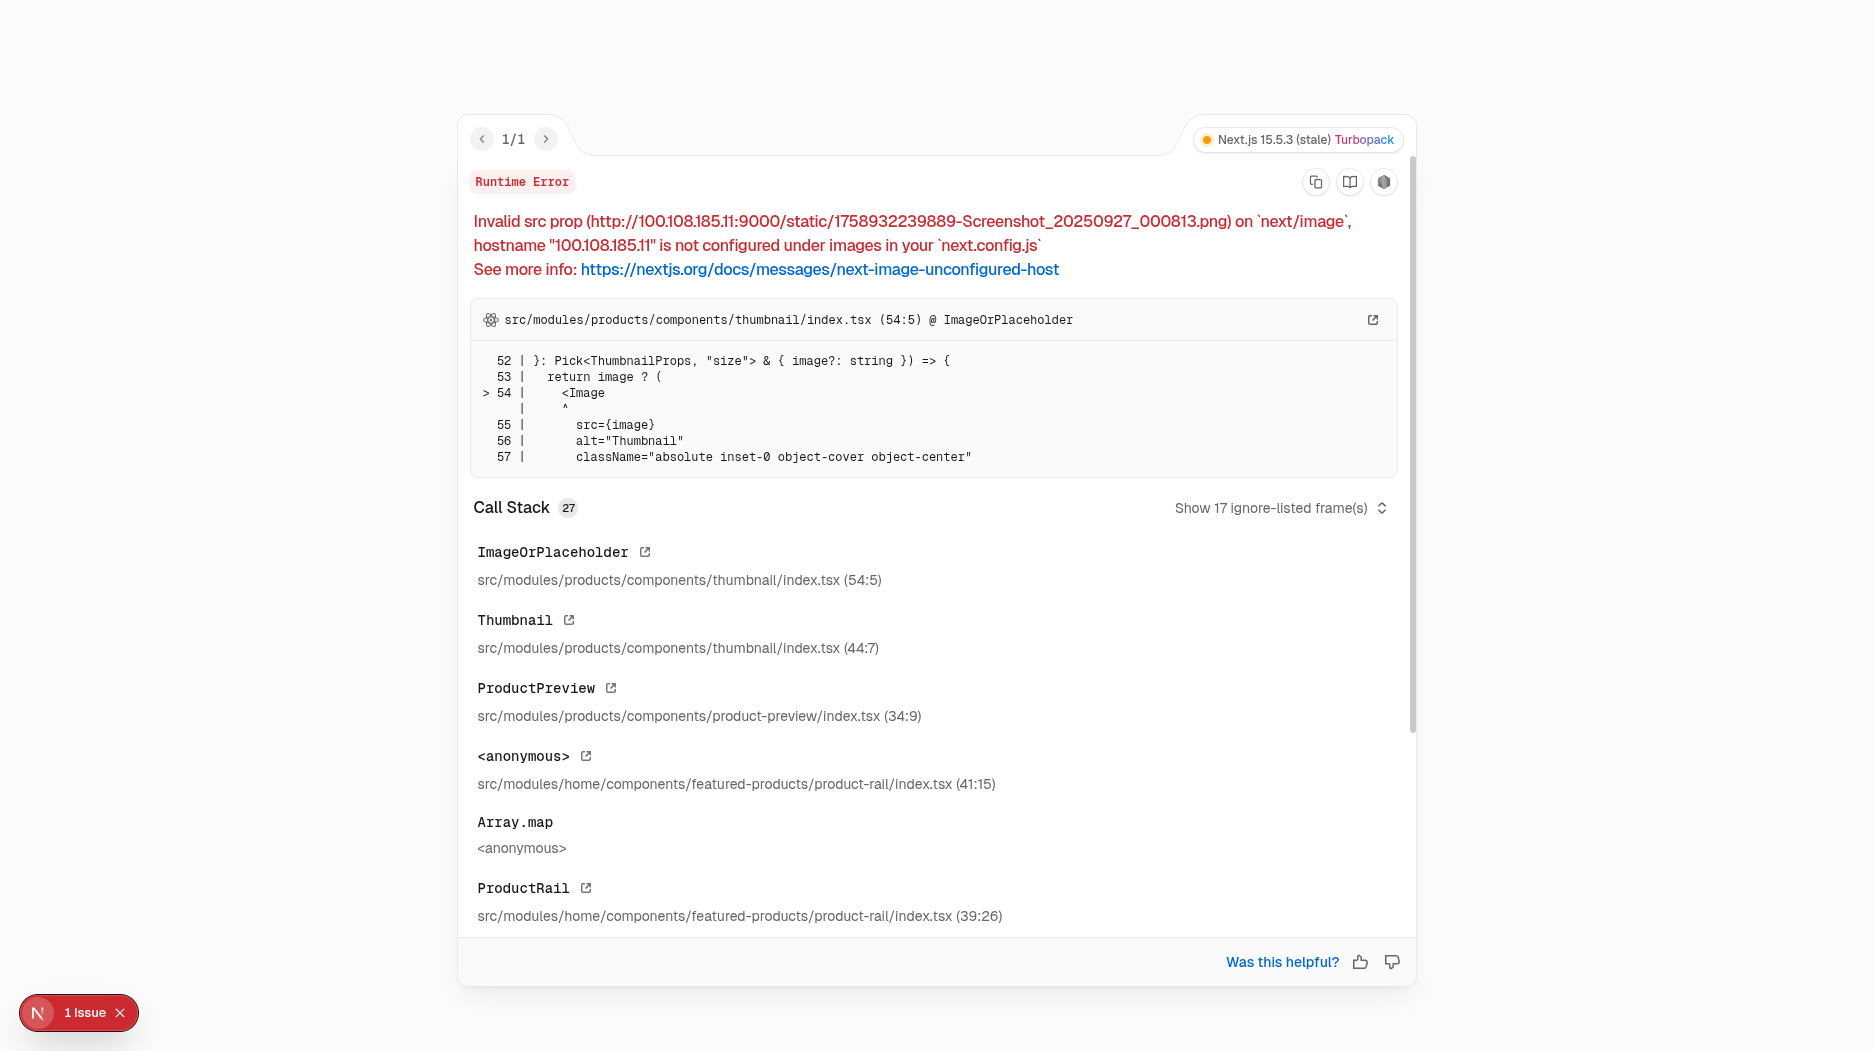 1/1
Next.js 15.5.3 (stale) Turbopack
Runtime Error
Invalid src prop (http://100.108.185.11:9000/static/1758932239889-Screenshot_20250927_000813.png) on `next/image`,
hostname "100.108.185.11" is not configured under images in your `next.config.js`
See more info: https://nextjs.org/docs/messages/next-image-unconfigured-host
src/modules/products/components/thumbnail/index.tsx (54:5) @ ImageOrPlaceholder
52 | }: Pick<ThumbnailProps, "size"> & { image?: string }) => {
53 |   return image ? (
> 54 |     <Image
|     ^
55 |       src={image}
56 |       alt="Thumbnail"
57 |       className="absolute inset-0 object-cover object-center"
Call Stack 27
Show 17 ignore-listed frame(s)
ImageOrPlaceholder
src/modules/products/components/thumbnail/index.tsx (54:5)
Thumbnail
src/modules/products/components/thumbnail/index.tsx (44:7)
ProductPreview
src/modules/products/components/product-preview/index.tsx (34:9)
<anonymous>
src/modules/home/components/featured-products/product-rail/index.tsx (41:15)
Array.map
<anonymous>
ProductRail
src/modules/home/components/featured-products/product-rail/index.tsx (39:26)
Was this helpful?
N 1 Issue